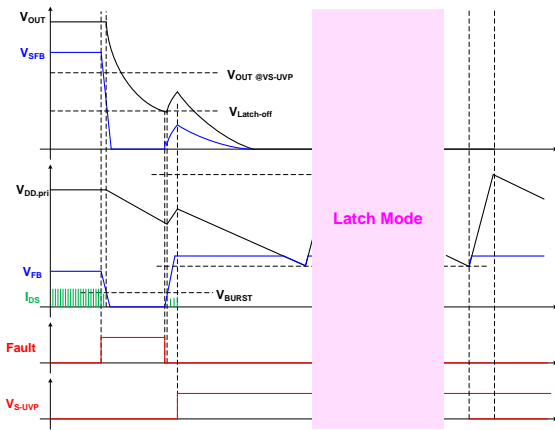 VOUT
VSFB
VOUT @VS-UVP
VLatch-off
VDD.pri
Latch Mode
VFB
IDS
VBURST
Fault
VS-UVP